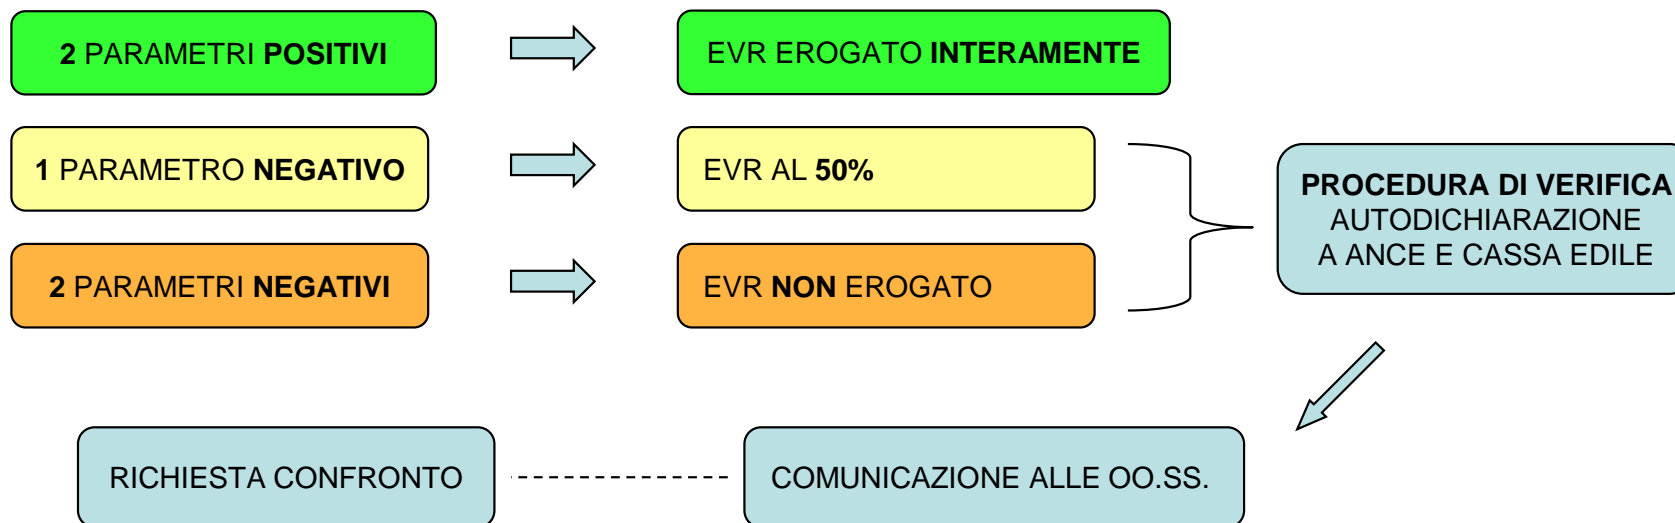 2 PARAMETRI POSITIVI
EVR EROGATO INTERAMENTE
1 PARAMETRO NEGATIVO
EVR AL 50%
2 PARAMETRI NEGATIVI
EVR NON EROGATO
PROCEDURA DI VERIFICA
AUTODICHIARAZIONE
A ANCE E CASSA EDILE
RICHIESTA CONFRONTO
COMUNICAZIONE ALLE OO.SS.